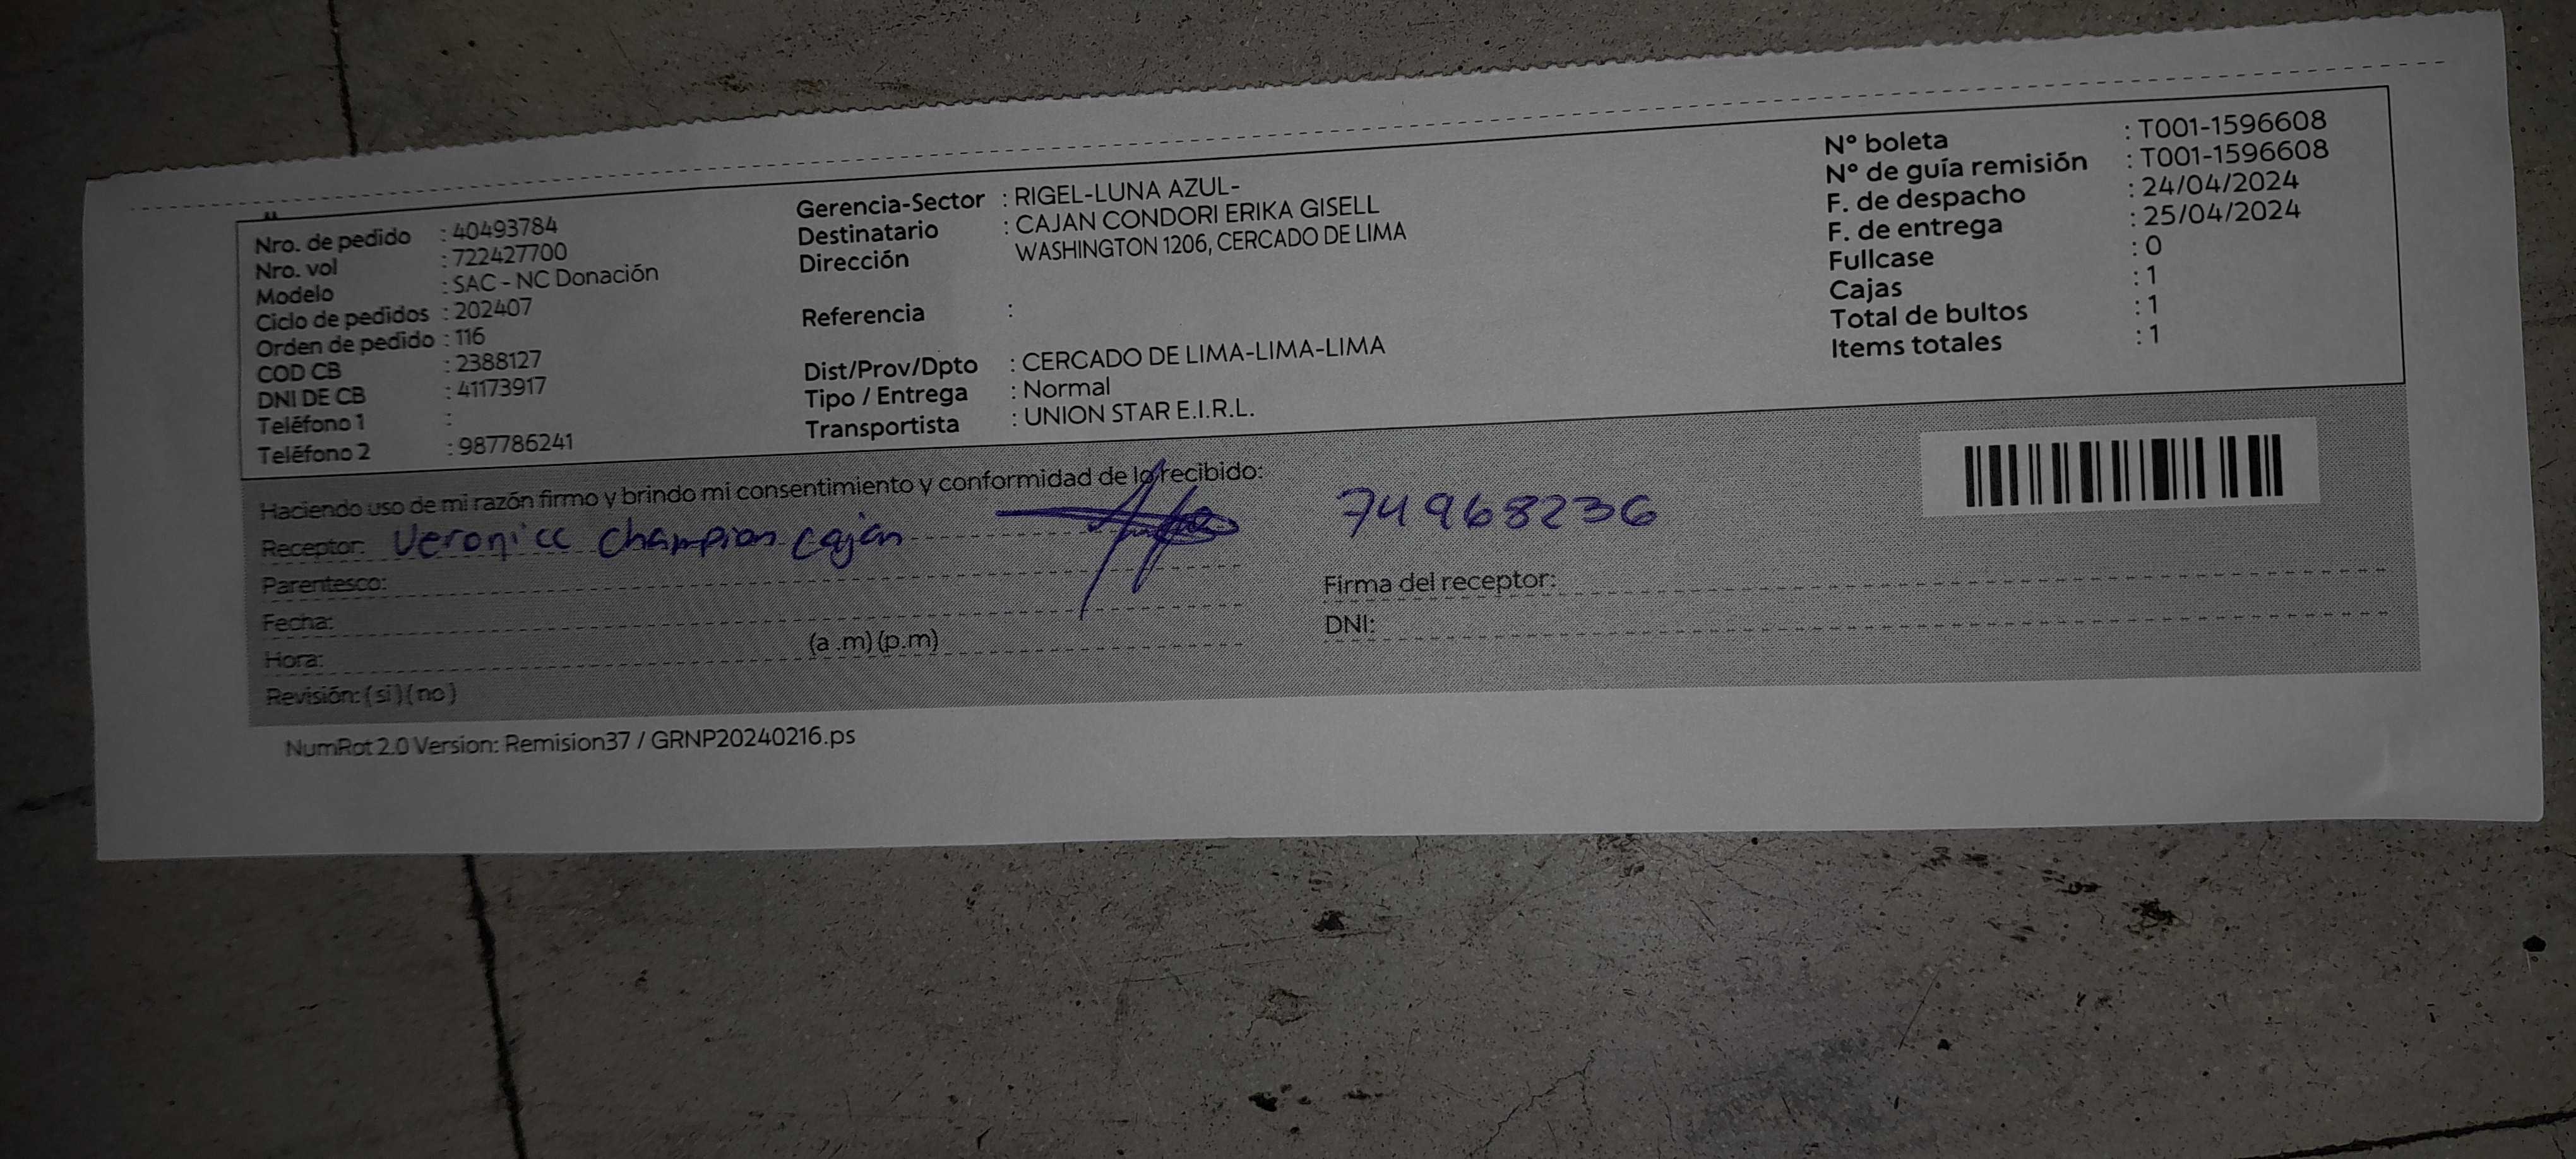 Nro. de pedido : 40493784
Nro. vol : 722427700
Modelo : SAC - NC Donación
Ciclo de pedidos : 202407
Orden de pedido : 116
COD CB : 2388127
DNI DE CB : 41173917
Teléfono 1 :
Teléfono 2 : 987786241
Gerencia-Sector : RIGEL-LUNA AZUL-
Destinatario : CAJAN CONDORI ERIKA GISELL
Dirección WASHINGTON 1206, CERCADO DE LIMA
Referencia :
Dist/Prov/Dpto : CERCADO DE LIMA-LIMA-LIMA
Tipo / Entrega : Normal
Transportista : UNION STAR E.I.R.L.
Nº boleta : T001-1596608
Nº de guía remisión : T001-1596608
F. de despacho : 24/04/2024
F. de entrega : 25/04/2024
Fullcase : 0
Cajas : 1
Total de bultos : 1
Items totales : 1
Haciendo uso de mi razón firmo y brindo mi consentimiento y conformidad de lo recibido:
Receptor: Veronicc Champion Cajan 74968236
Parentesco:
Fecha:
Hora: (a .m) (p.m)
Revisión: ( si ) ( no )
Firma del receptor:
DNI:
NumRot 2.0 Version: Remision37 / GRNP20240216.ps